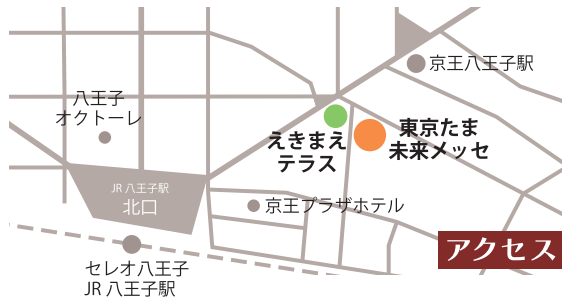 京王八王子駅
八王子
オクトーレ
えきまえ
テラス
東京たま
未来メッセ
JR 八王子駅
北口
京王プラザホテル
アクセス
セレオ八王子
JR 八王子駅